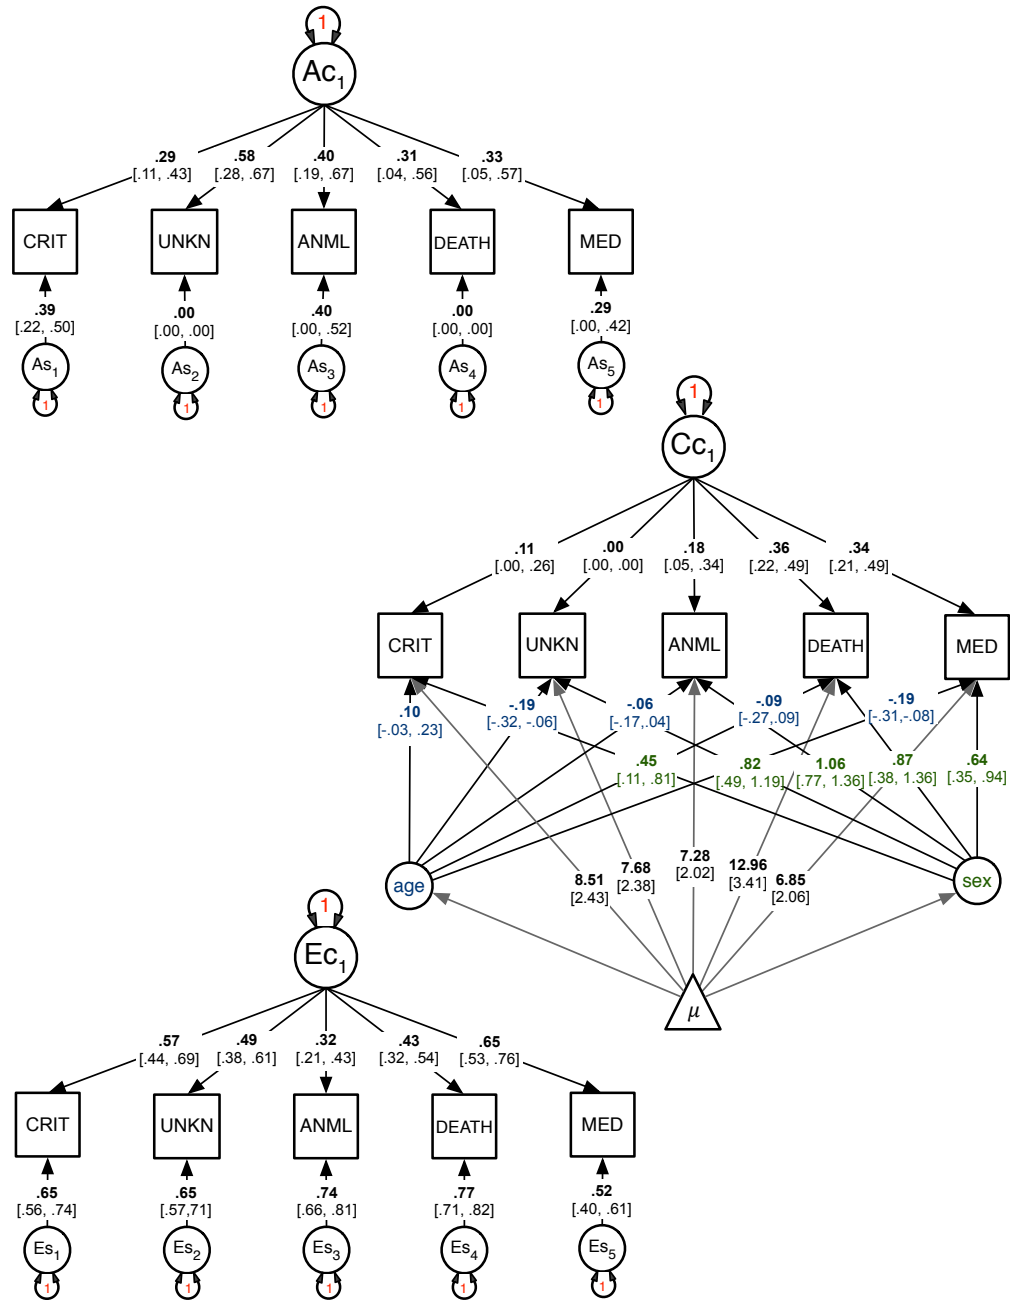 1
Ac1
.29 .58 .40 .31 .33
[.11, .43] [.28, .67] [.19, .67] [.04, .56] [.05, .57]
CRIT UNKN ANML DEATH MED
.39 .00 .40 .00 .29
[.22, .50] [.00, .00] [.00, .52] [.00, .00] [.00, .42]
As1 As2 As3 As4 As5
1 1 1 1 1
1
Cc1
.11 .00 .18 .36 .34
[.00, .26] [.00, .00] [.05, .34] [.22, .49] [.21, .49]
CRIT UNKN ANML DEATH MED
.10 -.19 -.06 -.09 -.19
[-.03, .23] [-.32, -.06] [-.17,.04] [-.27,.09] [-.31,-.08]
.45 .82 1.06 .87 .64
[.11, .81] [.49, 1.19] [.77, 1.36] [.38, 1.36] [.35, .94]
8.51 7.68 7.28 12.96 6.85
[2.43] [2.38] [2.02] [3.41] [2.06]
age sex
μ
1
Ec1
.57 .49 .32 .43 .65
[.44, .69] [.38, .61] [.21, .43] [.32, .54] [.53, .76]
CRIT UNKN ANML DEATH MED
.65 .65 .74 .77 .52
[.56, .74] [.57,71] [.66, .81] [.71, .82] [.40, .61]
Es1 Es2 Es3 Es4 Es5
1 1 1 1 1